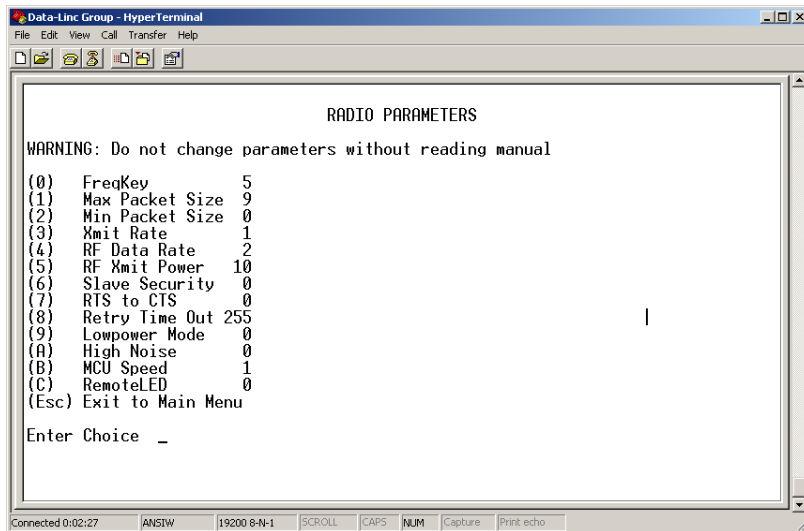 Data-Linc Group - HyperTerminal
File Edit View Call Transfer Help
RADIO PARAMETERS
WARNING: Do not change parameters without reading manual
(0) FreqKey 5
(1) Max Packet Size 9
(2) Min Packet Size 0
(3) Xmit Rate 1
(4) RF Data Rate 2
(5) RF Xmit Power 10
(6) Slave Security 0
(7) RTS to CTS 0
(8) Retry Time Out 255
(9) Lowpower Mode 0
(A) High Noise 0
(B) MCU Speed 1
(C) RemoteLED 0
(Esc) Exit to Main Menu
Enter Choice _
Connected 0:02:27 ANSIW 19200 8-N-1 SCROLL CAPS NUM Capture Print echo